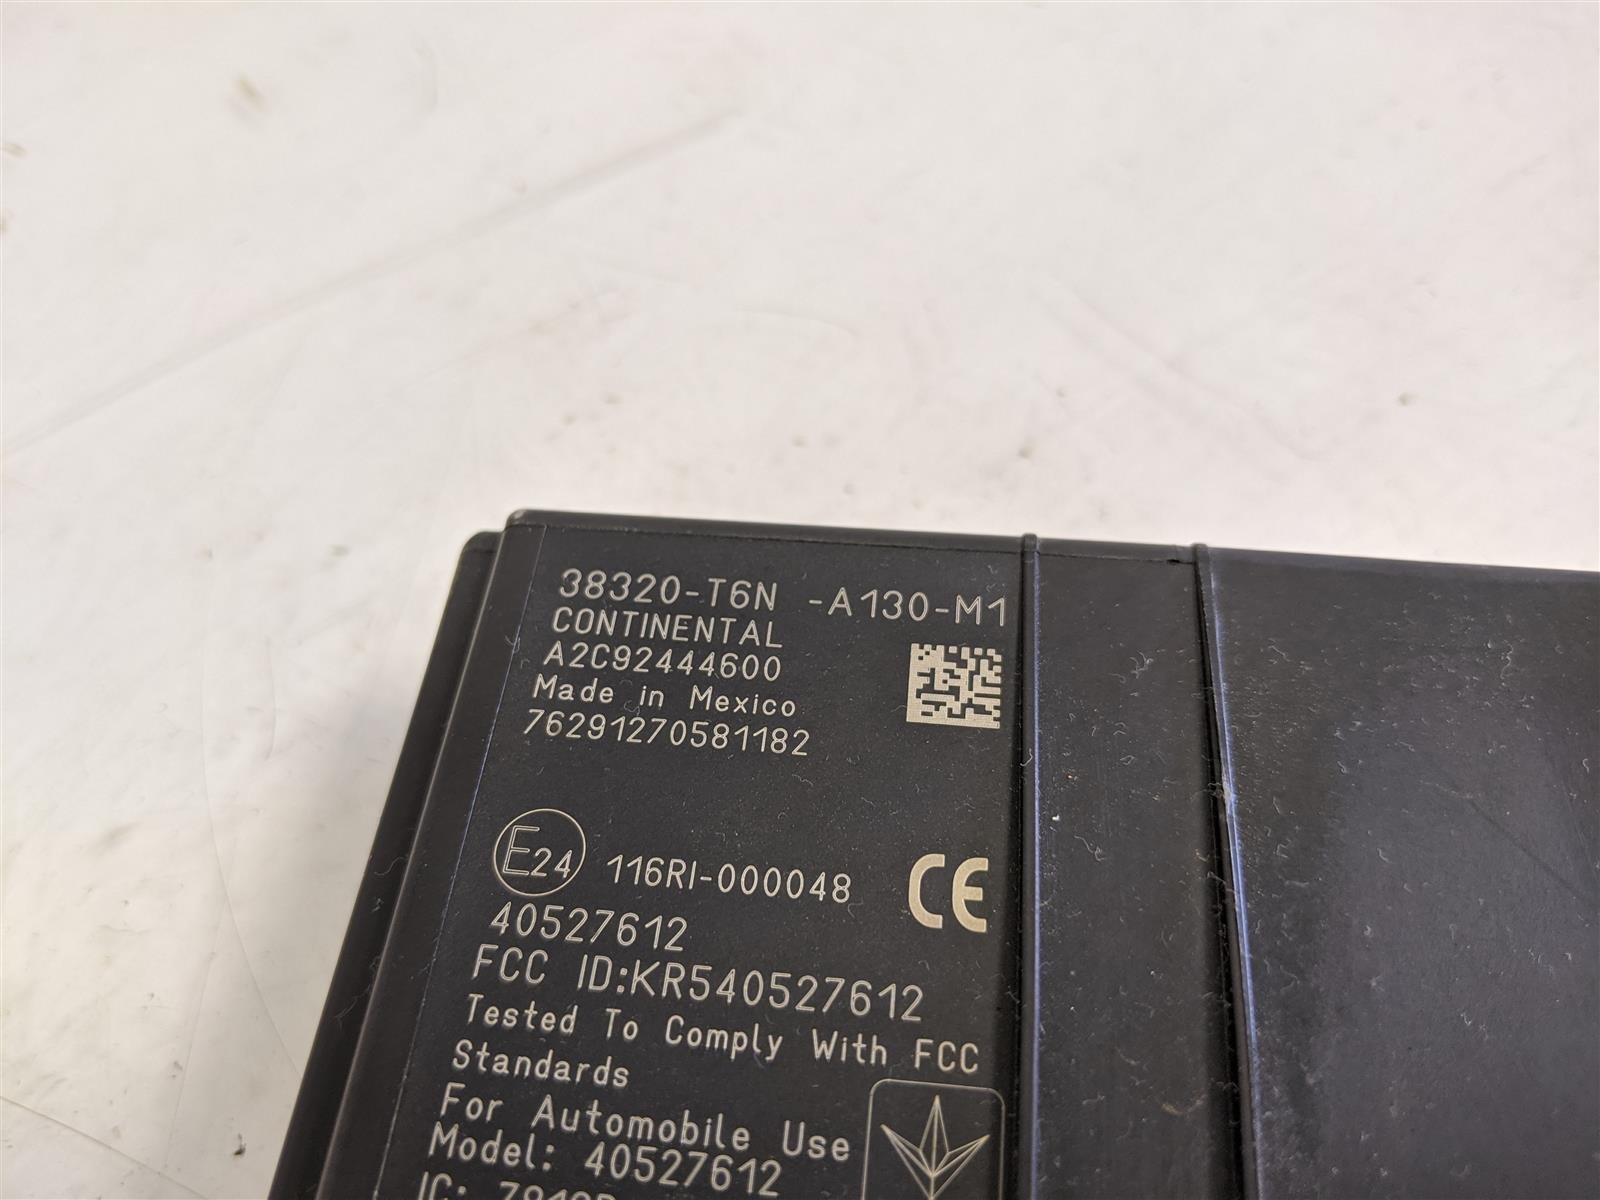 38320-T6N -A130-M1
CONTINENTAL
A2C92444600
Made in Mexico
76291270581182
E24 116RI-000048 CE
40527612
FCC ID:KR540527612
Tested To Comply With FCC
Standards
For Automobile Use
Model: 40527612
IC: